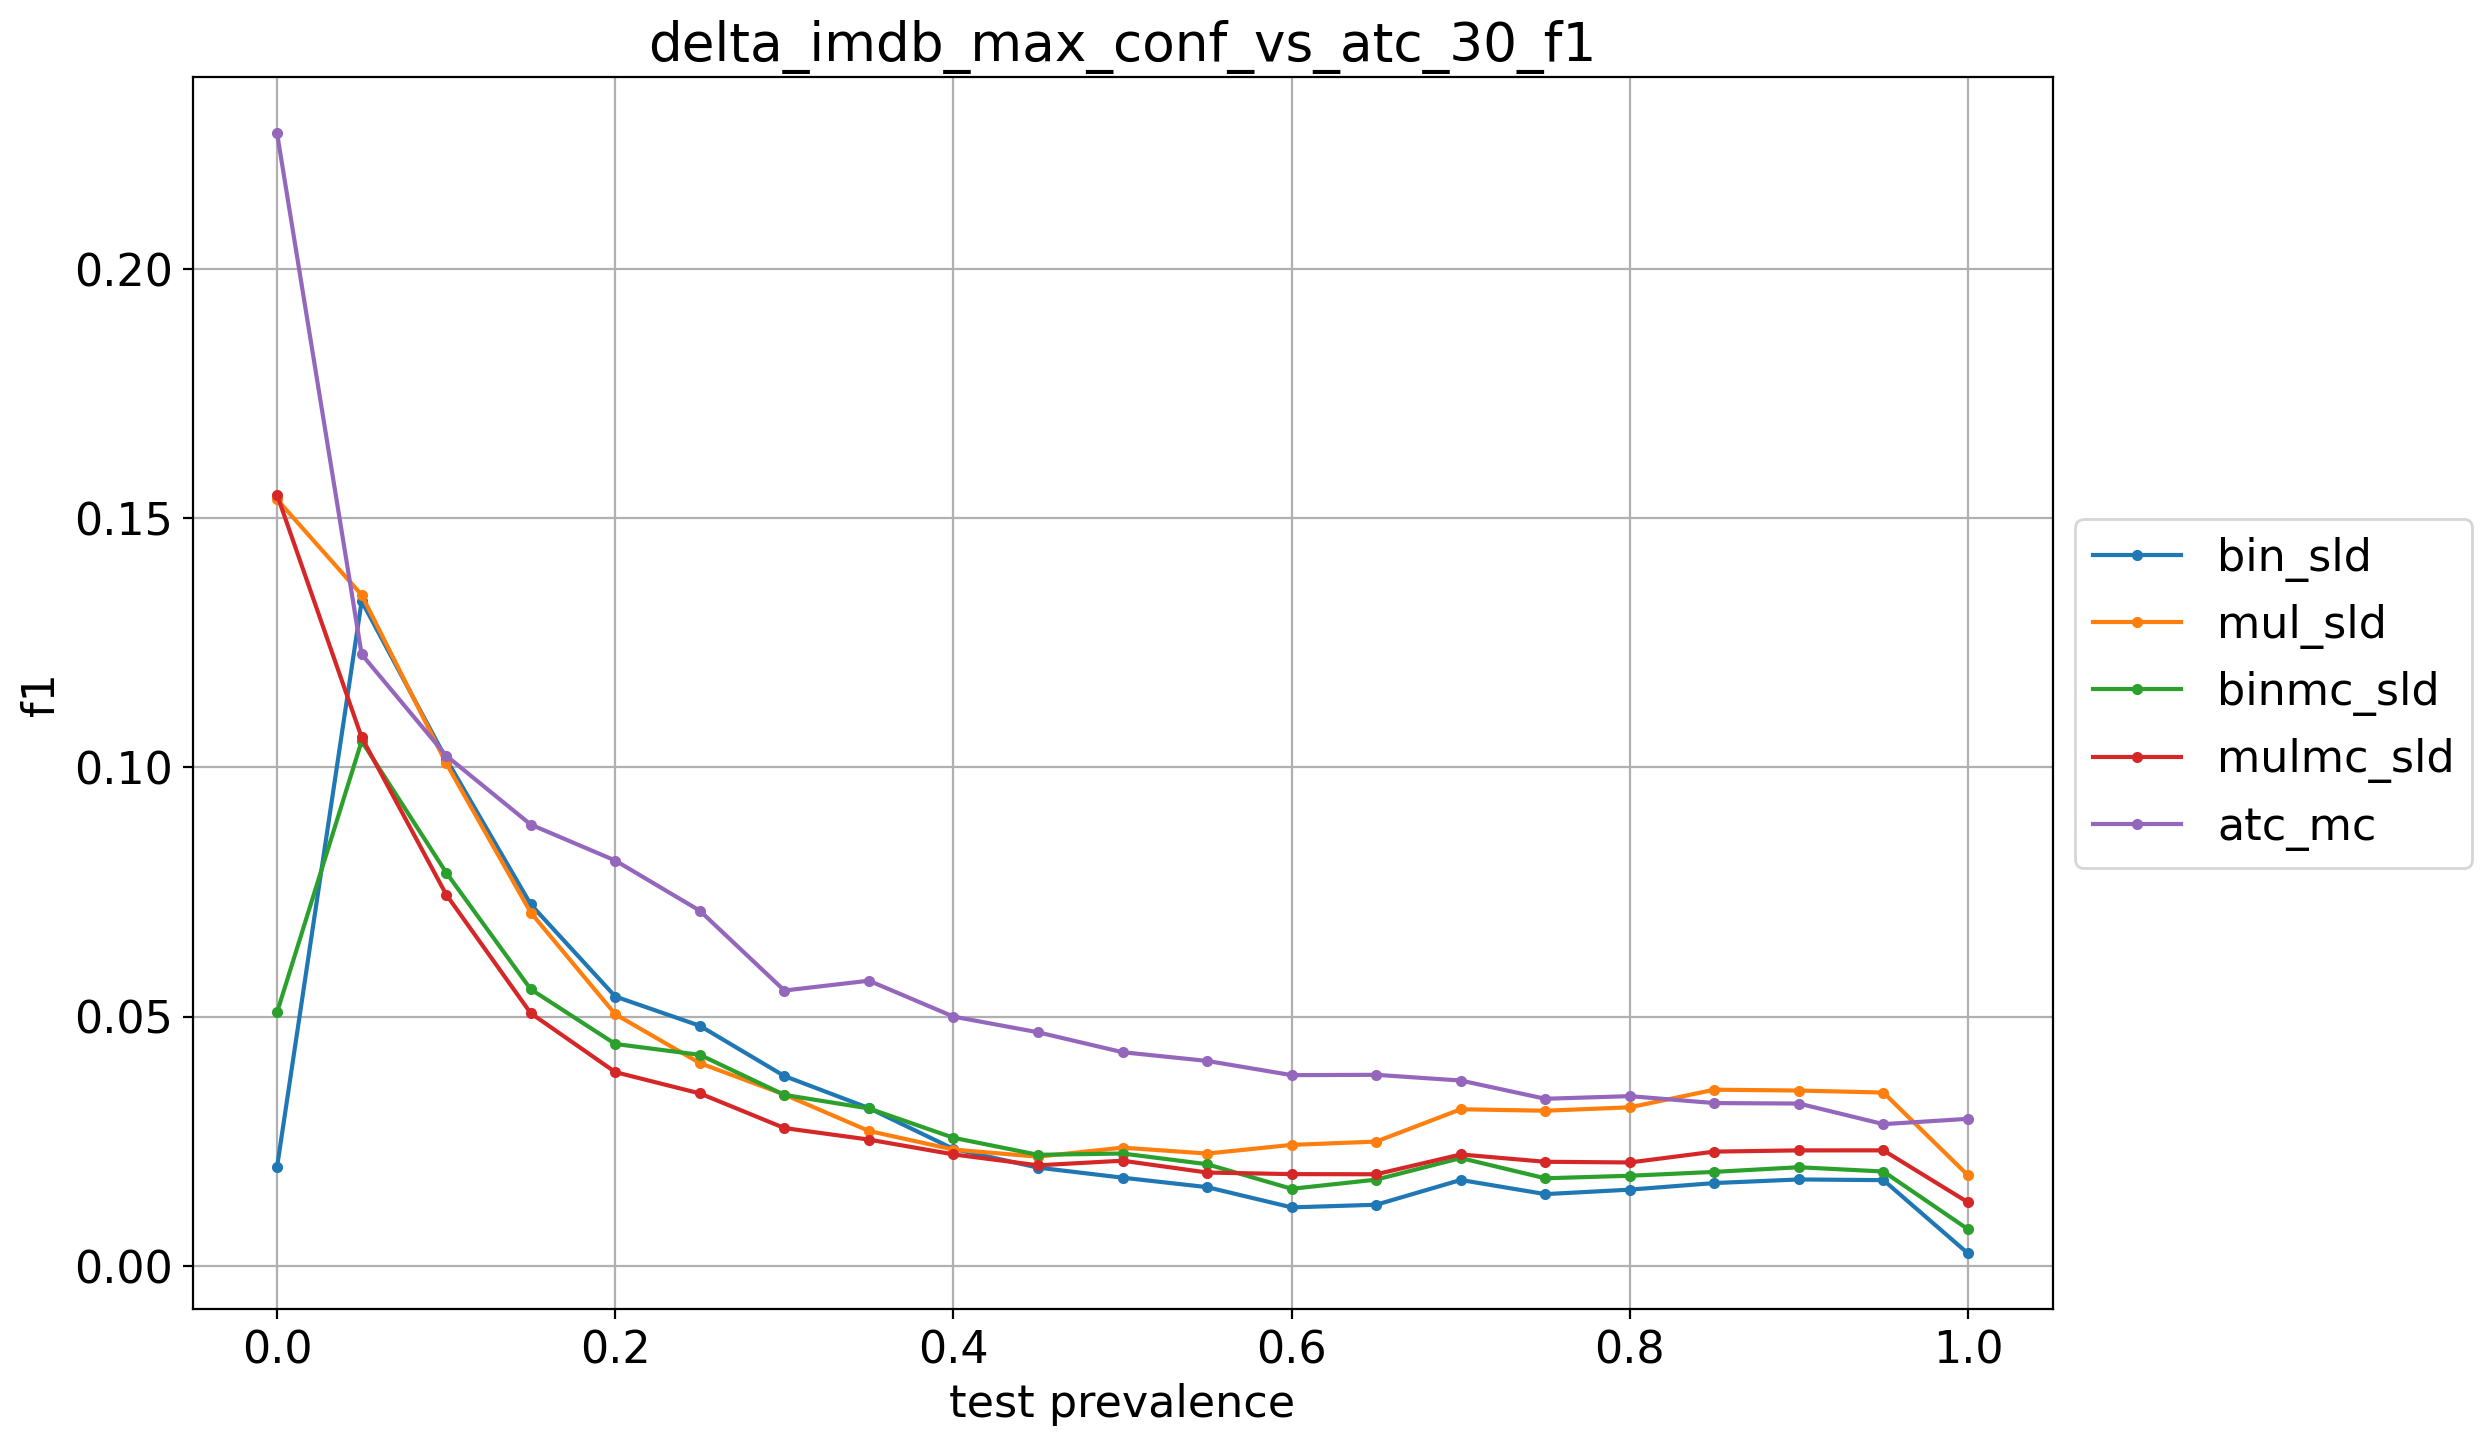 delta_imdb_max_conf_vs_atc_30_f1
f1
0.20
0.15
0.10
0.05
0.00
0.0 0.2 0.4 0.6 0.8 1.0
test prevalence
bin_sld
mul_sld
binmc_sld
mulmc_sld
atc_mc